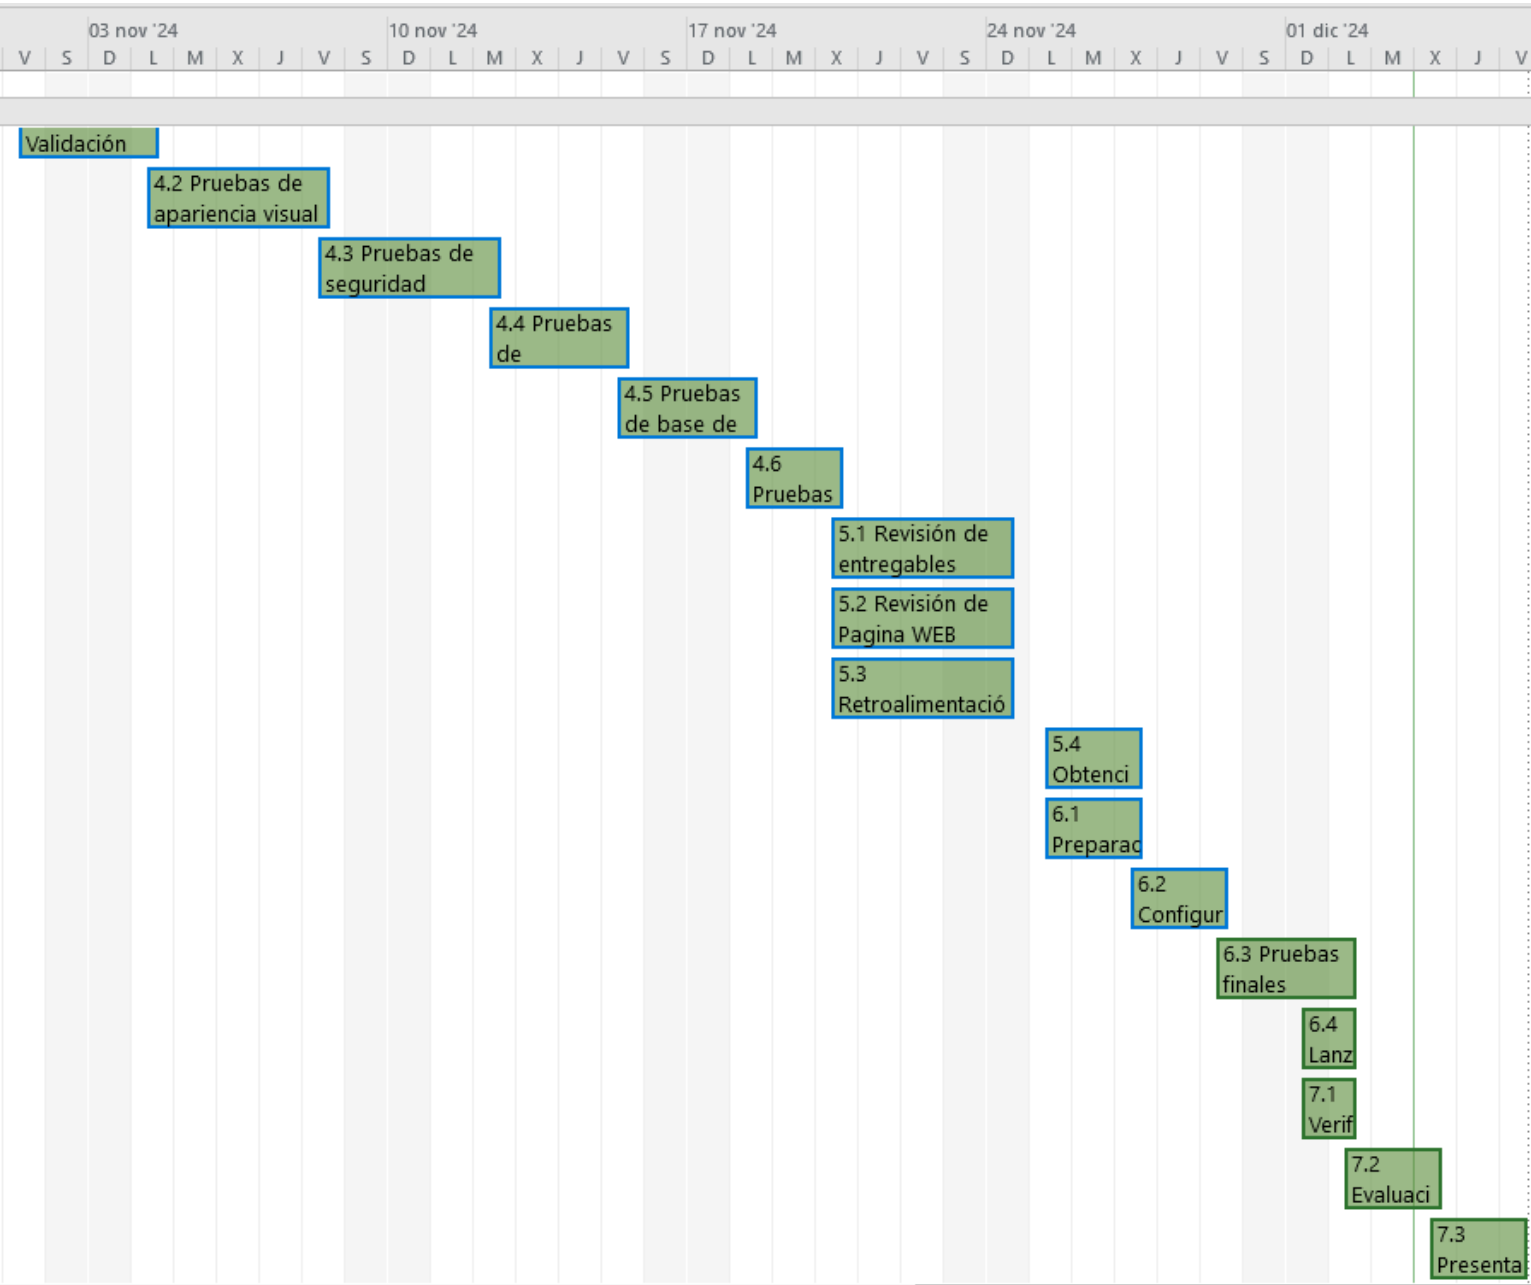 03 nov '24 10 nov '24 17 nov '24 24 nov '24 01 dic '24
V S D L M X J V S D L M X J V S D L M X J V S D L M X J V S D L M X J V
Validación
4.2 Pruebas de
apariencia visual
4.3 Pruebas de
seguridad
4.4 Pruebas
de
4.5 Pruebas
de base de
4.6
Pruebas
5.1 Revisión de
entregables
5.2 Revisión de
Pagina WEB
5.3
Retroalimentació
5.4
Obtenci
6.1
Preparac
6.2
Configur
6.3 Pruebas
finales
6.4
Lanz
7.1
Verif
7.2
Evaluaci
7.3
Presenta